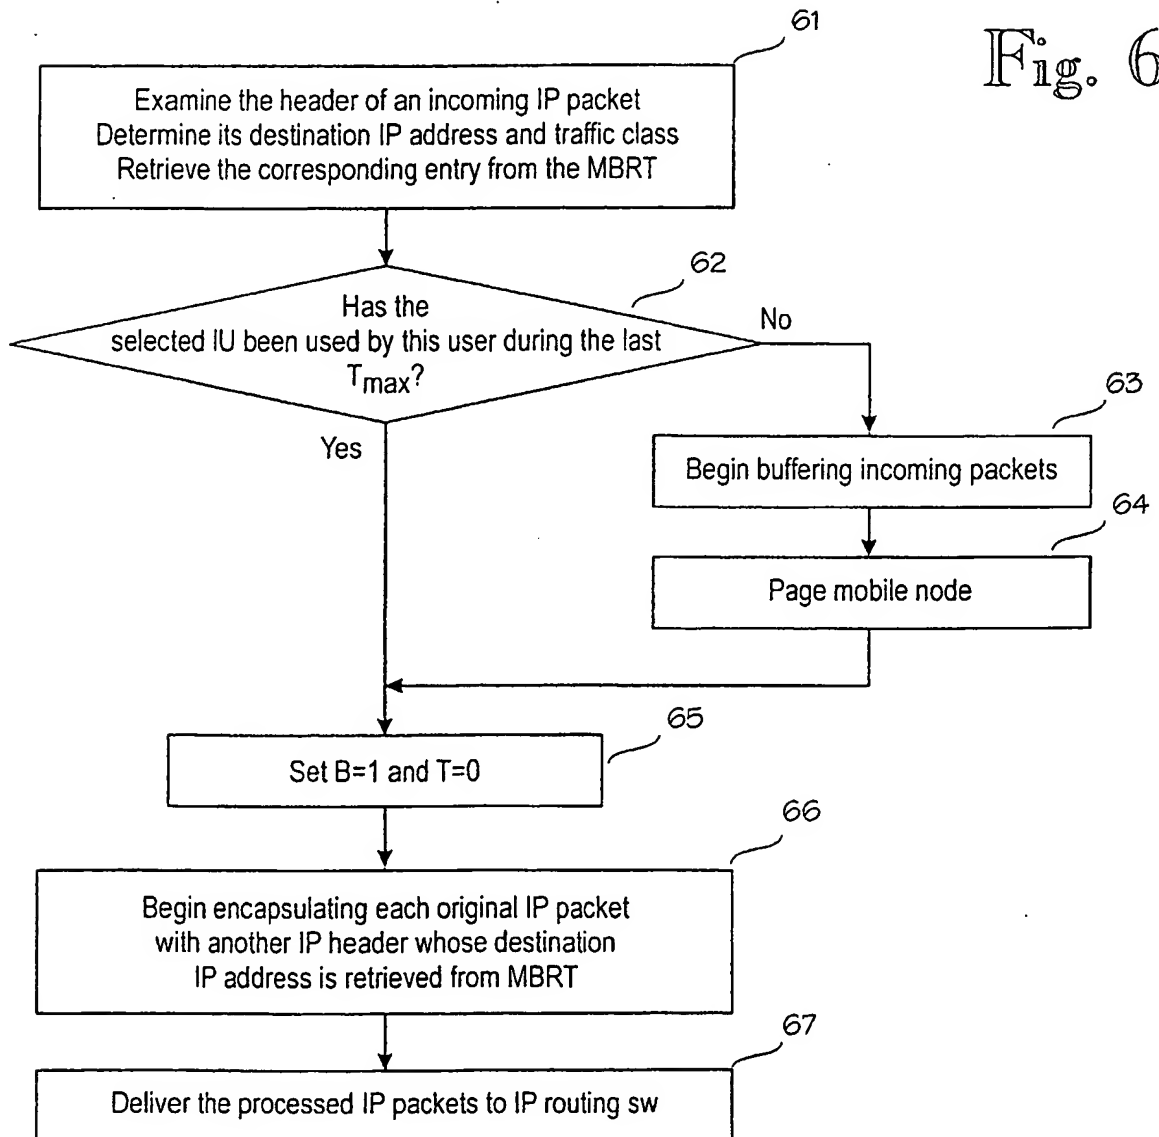 Fig. 6
61
Examine the header of an incoming IP packet
Determine its destination IP address and traffic class
Retrieve the corresponding entry from the MBRT
62
Has the
selected IU been used by this user during the last
Tmax?
No
Yes
63
Begin buffering incoming packets
64
Page mobile node
65
Set B=1 and T=0
66
Begin encapsulating each original IP packet
with another IP header whose destination
IP address is retrieved from MBRT
67
Deliver the processed IP packets to IP routing sw